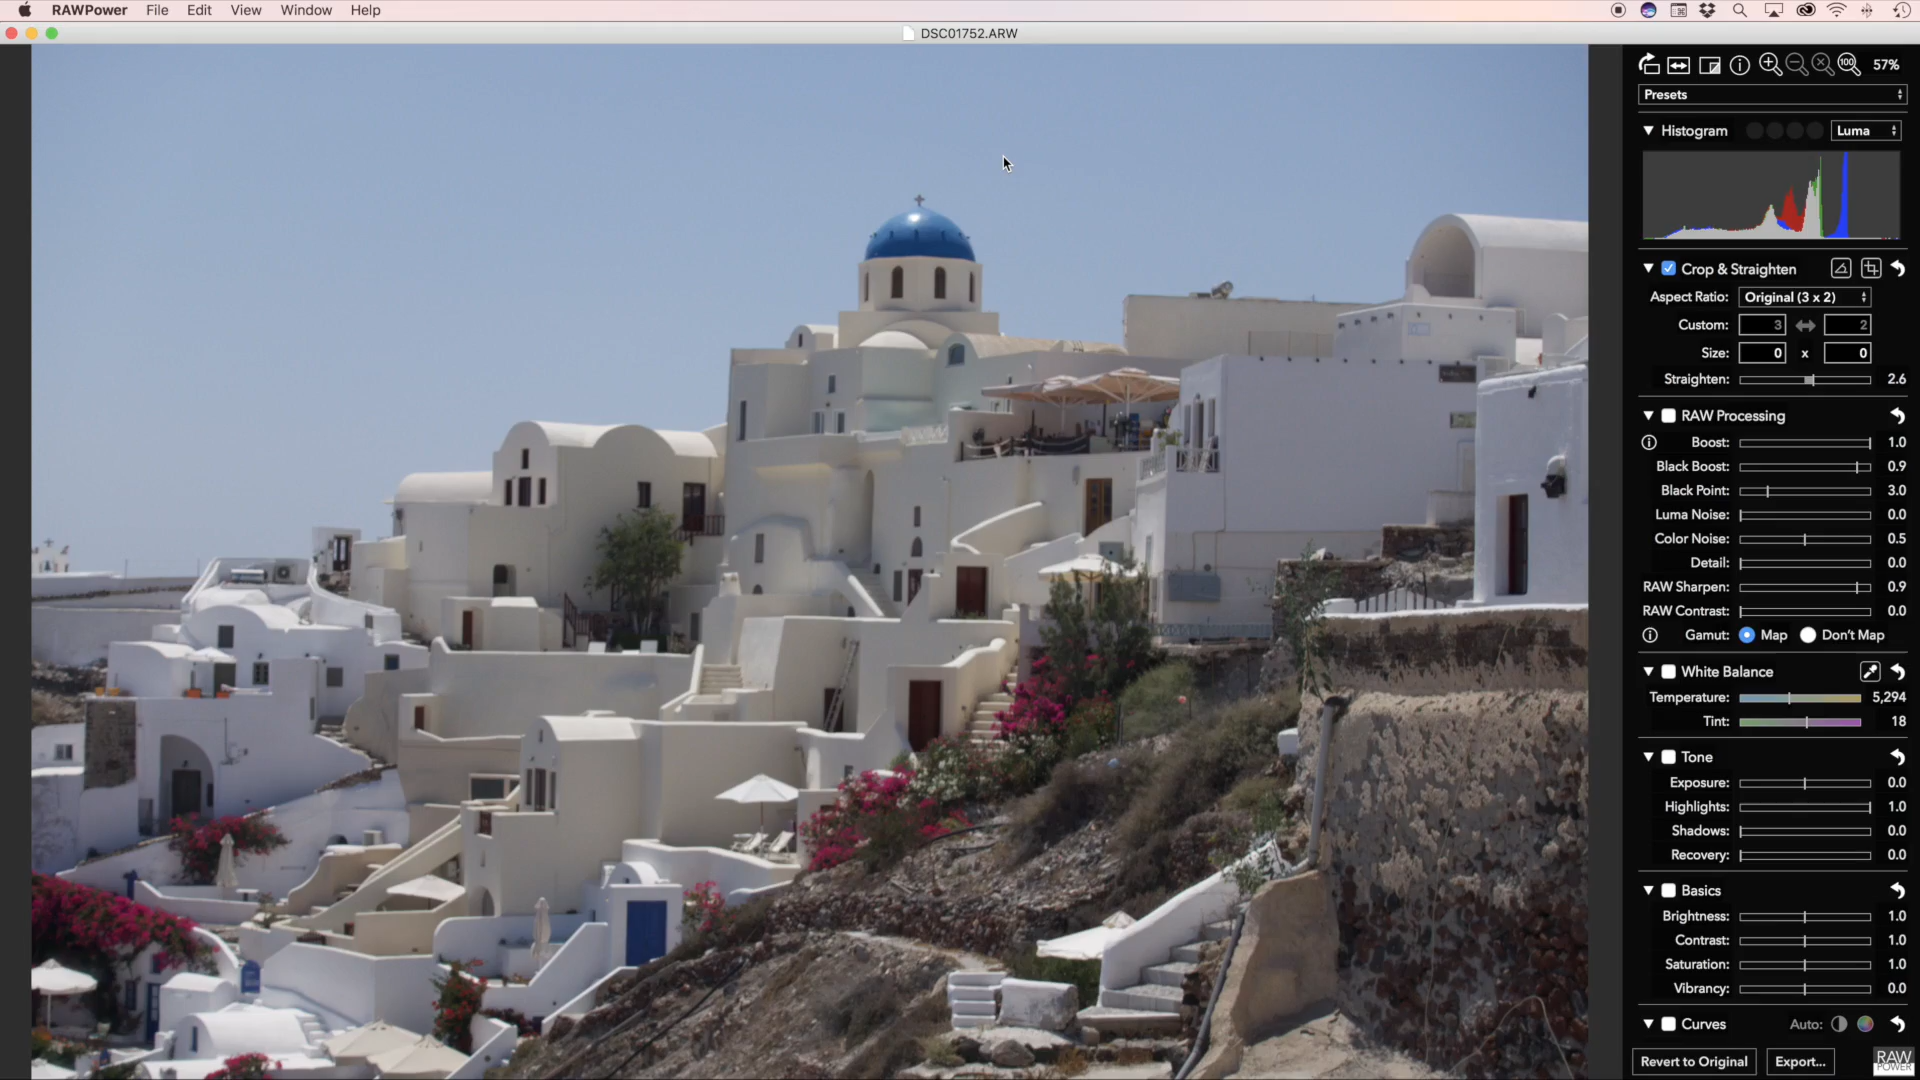 RAWPower File Edit View Window Help
DSC01752.ARW
100 57%
Presets
Histogram Luma
Crop & Straighten
Aspect Ratio: Original (3 x 2)
Custom: 3 2
Size: 0 x 0
Straighten: 2.6
RAW Processing
Boost: 1.0
Black Boost: 0.9
Black Point: 3.0
Luma Noise: 0.0
Color Noise: 0.5
Detail: 0.0
RAW Sharpen: 0.9
RAW Contrast: 0.0
Gamut: Map Don't Map
White Balance
Temperature: 5,294
Tint: 18
Tone
Exposure: 0.0
Highlights: 1.0
Shadows: 0.0
Recovery: 0.0
Basics
Brightness: 1.0
Contrast: 1.0
Saturation: 1.0
Vibrancy: 0.0
Curves Auto:
Revert to Original Export... RAW POWER